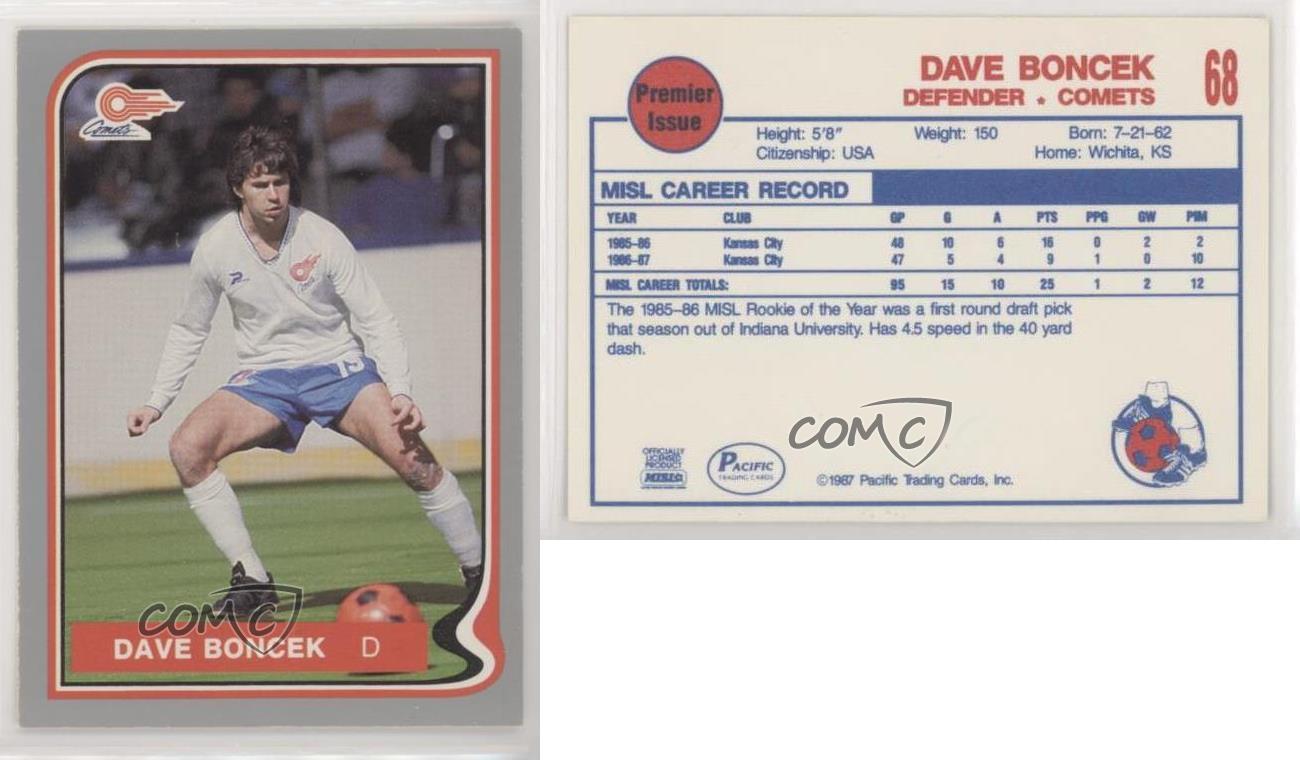 Comets
COMC
DAVE BONCEK D
Premier
Issue
DAVE BONCEK
DEFENDER ★ COMETS
68
Height: 5'8" Weight: 150 Born: 7-21-62
Citizenship: USA Home: Wichita, KS
MISL CAREER RECORD
YEAR CLUB GP G A PTS PPG GW PIM
1985-86 Kansas City 48 10 6 16 0 2 2
1986-87 Kansas City 47 5 4 9 1 0 10
MISL CAREER TOTALS: 95 15 10 25 1 2 12
The 1985-86 MISL Rookie of the Year was a first round draft pick
that season out of Indiana University. Has 4.5 speed in the 40 yard
dash.
COMC
OFFICIALLY
LICENSED
PRODUCT
MISL
PACIFIC
TRADING CARDS
©1987 Pacific Trading Cards, Inc.